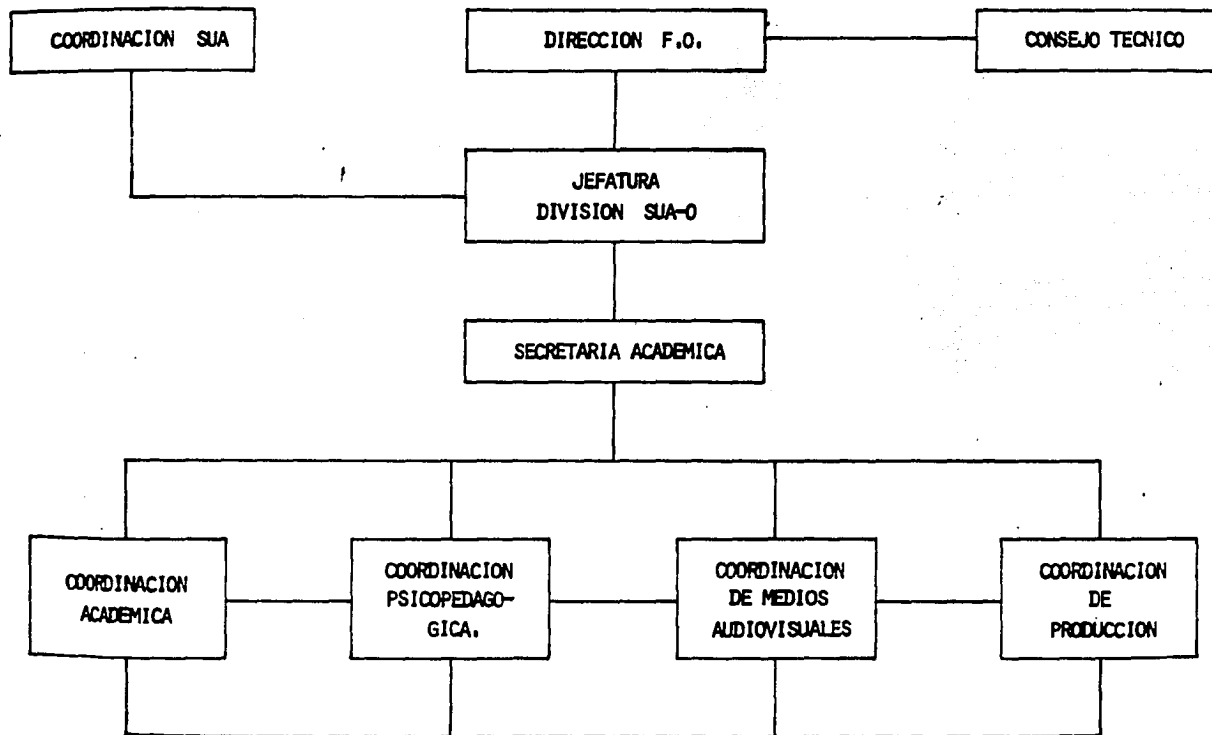 COORDINACION SUA
DIRECCION F.O.
CONSEJO TECNICO
JEFATURA
DIVISION SUA-O
SECRETARIA ACADEMICA
COORDINACION
ACADEMICA
COORDINACION
PSICOPEDAGO-
GICA.
COORDINACION
DE MEDIOS
AUDIOVISUALES
COORDINACION
DE
PRODUCCION